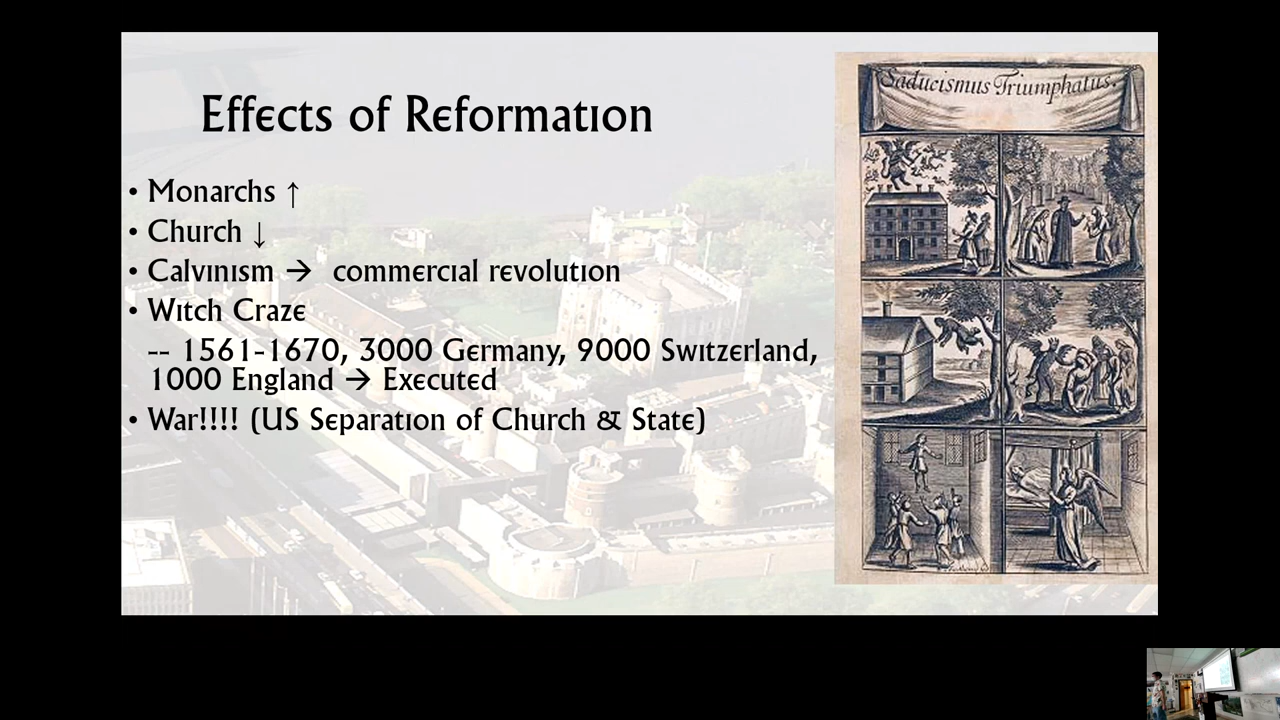 Effects of Reformation
• Monarchs ↑
• Church ↓
• Calvinism → commercial revolution
• Witch Craze
-- 1561-1670, 3000 Germany, 9000 Switzerland,
1000 England → Executed
• War!!!! (US Separation of Church & State)
Saducismus Triumphatus.